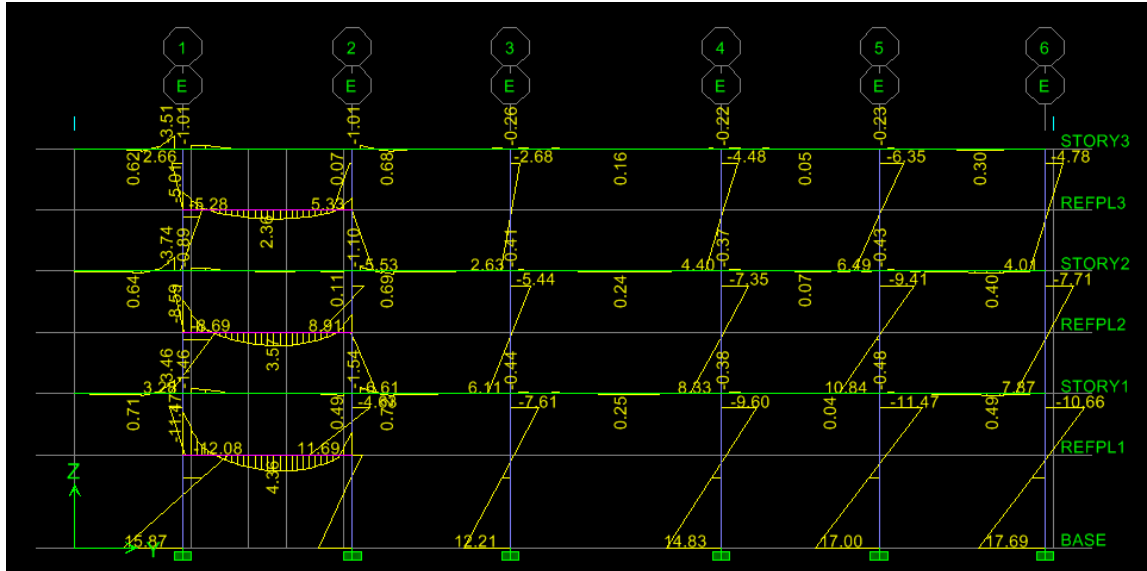 1 2 3 4 5 6
E E E E E E
3.51 -1.01 -1.01 -0.26 -0.22 -0.23
STORY3
0.62 2.66 0.07 0.68 -2.68 0.16 -4.48 0.05 -6.35 0.30 -4.78
5.01
-5.28 5.33 REFPL3
2.36
3.74 -0.89 -1.10 -0.41 -0.37 -0.43
-5.53 2.63 4.40 6.49 4.01 STORY2
0.64 0.11 0.69 -5.44 0.24 -7.35 0.07 -9.41 0.40 -7.71
8.59
-8.69 8.91 REFPL2
3.57
3.46 -1.46 -1.54 -0.44 -0.38 -0.48
3.28 -6.61 6.11 8.33 10.84 7.87 STORY1
0.71 0.49 -7.61 0.25 -9.60 0.04 -11.47 0.49 -10.66
-12.08 11.69 REFPL1
4.36
Z
15.87 Y 12.21 14.83 17.00 17.69 BASE